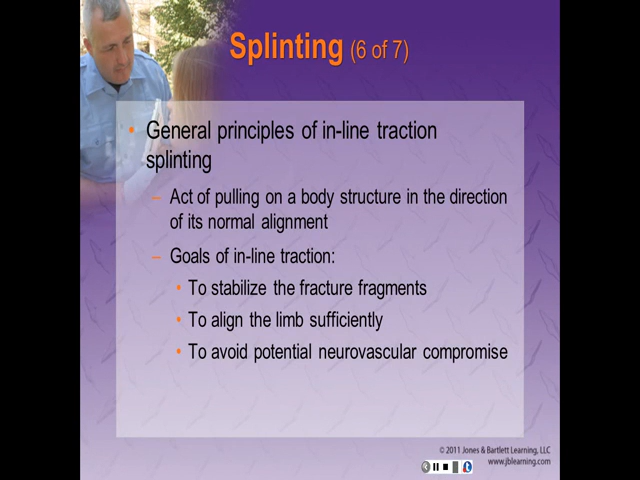 Splinting (6 of 7)
• General principles of in-line traction
splinting
– Act of pulling on a body structure in the direction
of its normal alignment
– Goals of in-line traction:
• To stabilize the fracture fragments
• To align the limb sufficiently
• To avoid potential neurovascular compromise
© 2011 Jones & Bartlett Learning, LLC
www.jblearning.com